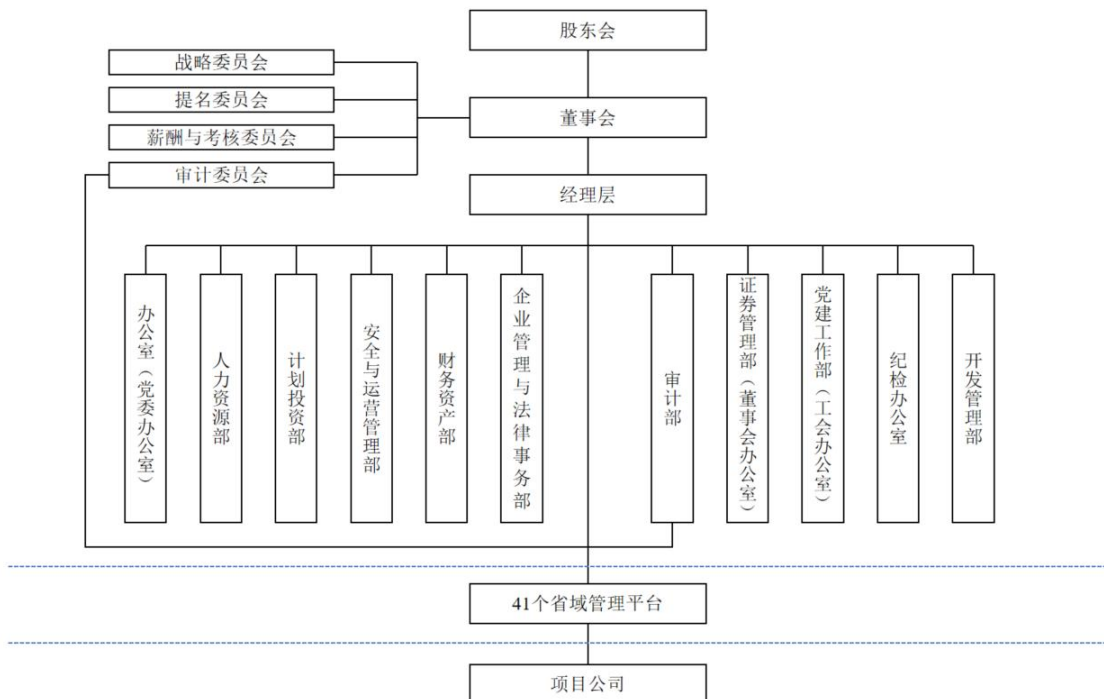 股东会
战略委员会
提名委员会
董事会
薪酬与考核委员会
审计委员会
经理层
办公室（党委办公室）
人力资源部
计划投资部
安全与运营管理部
财务资产部
企业管理与法律事务部
审计部
证券管理部（董事会办公室）
党建工作部（工会办公室）
纪检办公室
开发管理部
41个省域管理平台
项目公司